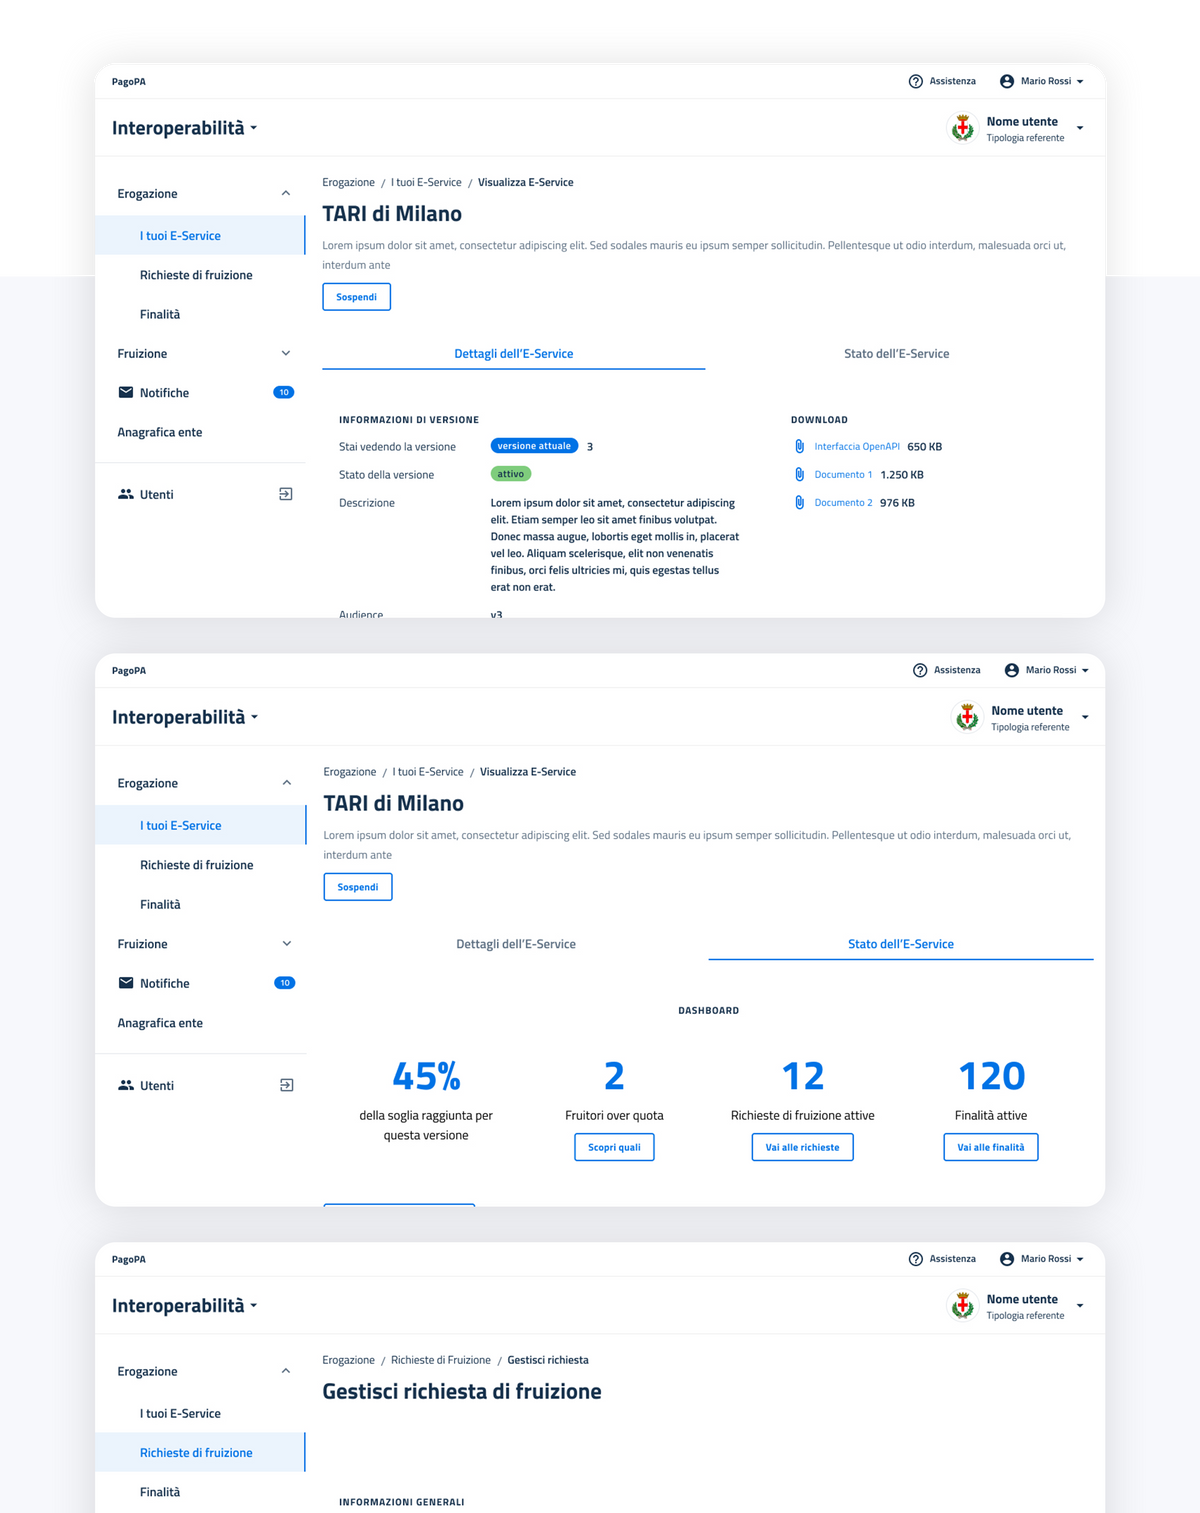 PagoPA
Assistenza
Mario Rossi
Interoperabilità
Nome utente
Tipologia referente
Erogazione
I tuoi E-Service
Richieste di fruizione
Finalità
Fruizione
Notifiche
10
Anagrafica ente
Utenti
Erogazione / I tuoi E-Service / Visualizza E-Service
TARI di Milano
Lorem ipsum dolor sit amet, consectetur adipiscing elit. Sed sodales mauris eu ipsum semper sollicitudin. Pellentesque ut odio interdum, malesuada orci ut,
interdum ante
Sospendi
Dettagli dell'E-Service
Stato dell'E-Service
INFORMAZIONI DI VERSIONE
Stai vedendo la versione
versione attuale
3
Stato della versione
attivo
Descrizione
Lorem ipsum dolor sit amet, consectetur adipiscing
elit. Etiam semper leo sit amet finibus volutpat.
Donec massa augue, lobortis eget mollis in, placerat
vel leo. Aliquam scelerisque, elit non venenatis
finibus, orci felis ultricies mi, quis egestas tellus
erat non erat.
Audience
v3
DOWNLOAD
Interfaccia OpenAPI 650 KB
Documento 1 1.250 KB
Documento 2 976 KB
PagoPA
Assistenza
Mario Rossi
Interoperabilità
Nome utente
Tipologia referente
Erogazione
I tuoi E-Service
Richieste di fruizione
Finalità
Fruizione
Notifiche
10
Anagrafica ente
Utenti
Erogazione / I tuoi E-Service / Visualizza E-Service
TARI di Milano
Lorem ipsum dolor sit amet, consectetur adipiscing elit. Sed sodales mauris eu ipsum semper sollicitudin. Pellentesque ut odio interdum, malesuada orci ut,
interdum ante
Sospendi
Dettagli dell'E-Service
Stato dell'E-Service
DASHBOARD
45%
della soglia raggiunta per
questa versione
2
Fruitori over quota
Scopri quali
12
Richieste di fruizione attive
Vai alle richieste
120
Finalità attive
Vai alle finalità
PagoPA
Assistenza
Mario Rossi
Interoperabilità
Nome utente
Tipologia referente
Erogazione
I tuoi E-Service
Richieste di fruizione
Finalità
Erogazione / Richieste di Fruizione / Gestisci richiesta
Gestisci richiesta di fruizione
INFORMAZIONI GENERALI